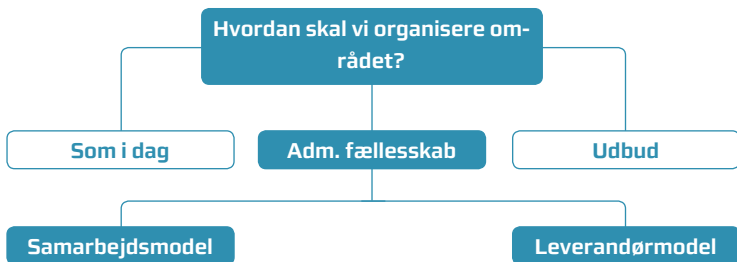 Hvordan skal vi organisere om-
rådet?
Som i dag
Adm. fællesskab
Udbud
Samarbejdsmodel
Leverandørmodel